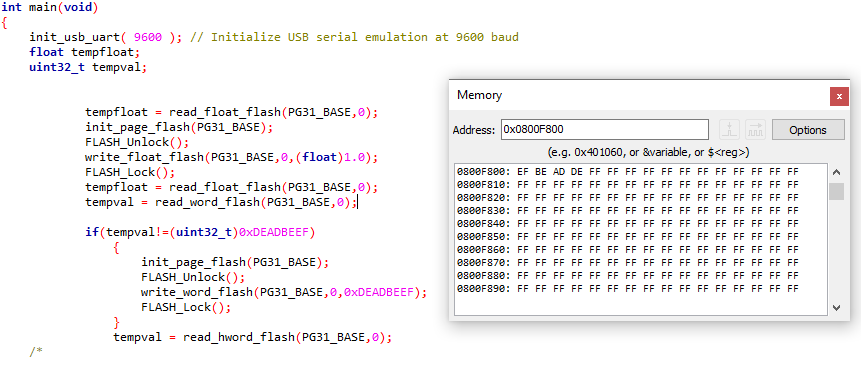 int main(void)
{
    init_usb_uart( 9600 ); // Initialize USB serial emulation at 9600 baud
    float tempfloat;
    uint32_t tempval;
            tempfloat = read_float_flash(PG31_BASE,0);
            init_page_flash(PG31_BASE);
            FLASH_Unlock();
            write_float_flash(PG31_BASE,0,(float)1.0);
            FLASH_Lock();
            tempfloat = read_float_flash(PG31_BASE,0);
            tempval = read_word_flash(PG31_BASE,0);
            if(tempval!=(uint32_t)0xDEADBEEF)
                {
                    init_page_flash(PG31_BASE);
                    FLASH_Unlock();
                    write_word_flash(PG31_BASE,0,0xDEADBEEF);
                    FLASH_Lock();
                }
                tempval = read_hword_flash(PG31_BASE,0);
    /*
Memory
x
Address: 0x0800F800 Options
(e.g. 0x401060, or &variable, or $<reg>)
0800F800: EF BE AD DE FF FF FF FF FF FF FF FF FF FF FF FF
0800F810: FF FF FF FF FF FF FF FF FF FF FF FF FF FF FF FF
0800F820: FF FF FF FF FF FF FF FF FF FF FF FF FF FF FF FF
0800F830: FF FF FF FF FF FF FF FF FF FF FF FF FF FF FF FF
0800F840: FF FF FF FF FF FF FF FF FF FF FF FF FF FF FF FF
0800F850: FF FF FF FF FF FF FF FF FF FF FF FF FF FF FF FF
0800F860: FF FF FF FF FF FF FF FF FF FF FF FF FF FF FF FF
0800F870: FF FF FF FF FF FF FF FF FF FF FF FF FF FF FF FF
0800F880: FF FF FF FF FF FF FF FF FF FF FF FF FF FF FF FF
0800F890: FF FF FF FF FF FF FF FF FF FF FF FF FF FF FF FF